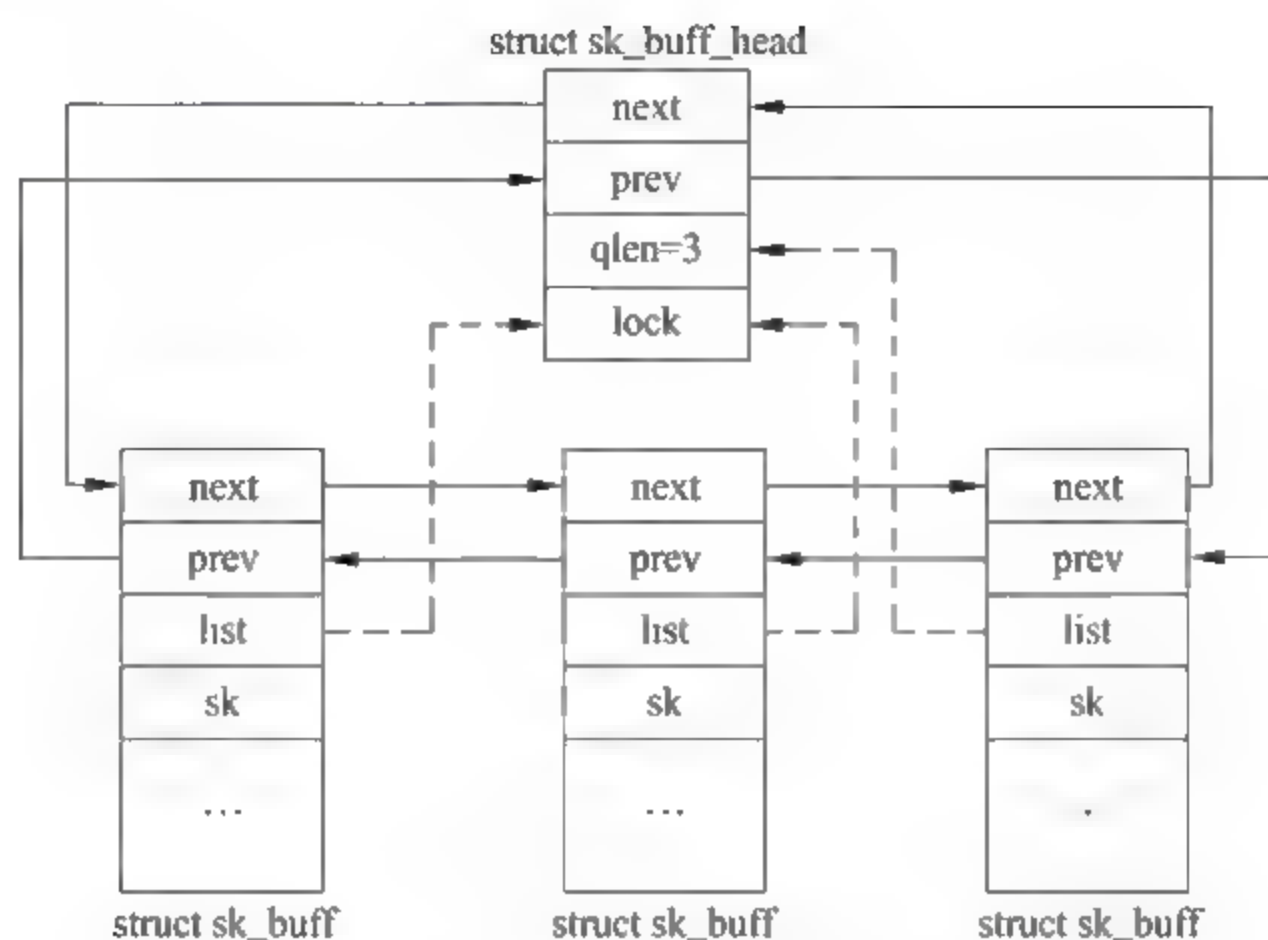 struct sk_buff_head
next
prev
qlen=3
lock
next
prev
list
sk
...
struct sk_buff
next
prev
list
sk
...
struct sk_buff
next
prev
list
sk
.
struct sk_buff